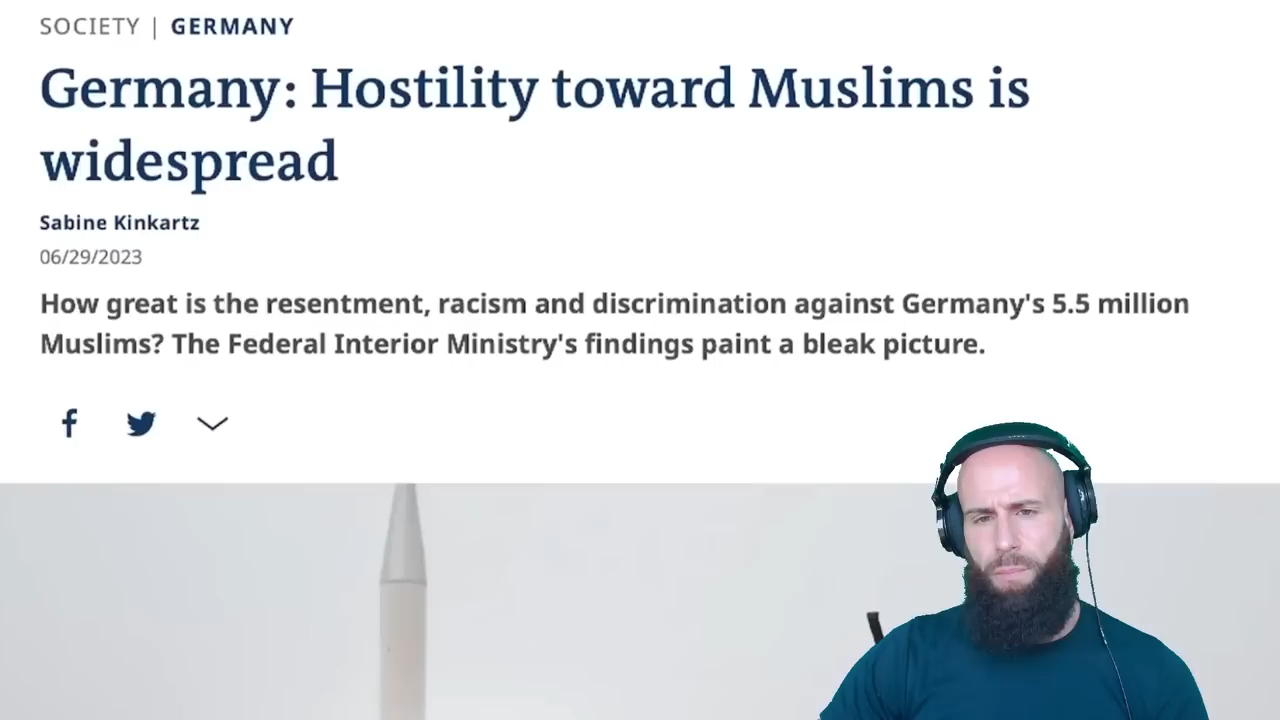 SOCIETY | GERMANY
Germany: Hostility toward Muslims is
widespread
Sabine Kinkartz
06/29/2023
How great is the resentment, racism and discrimination against Germany's 5.5 million
Muslims? The Federal Interior Ministry's findings paint a bleak picture.